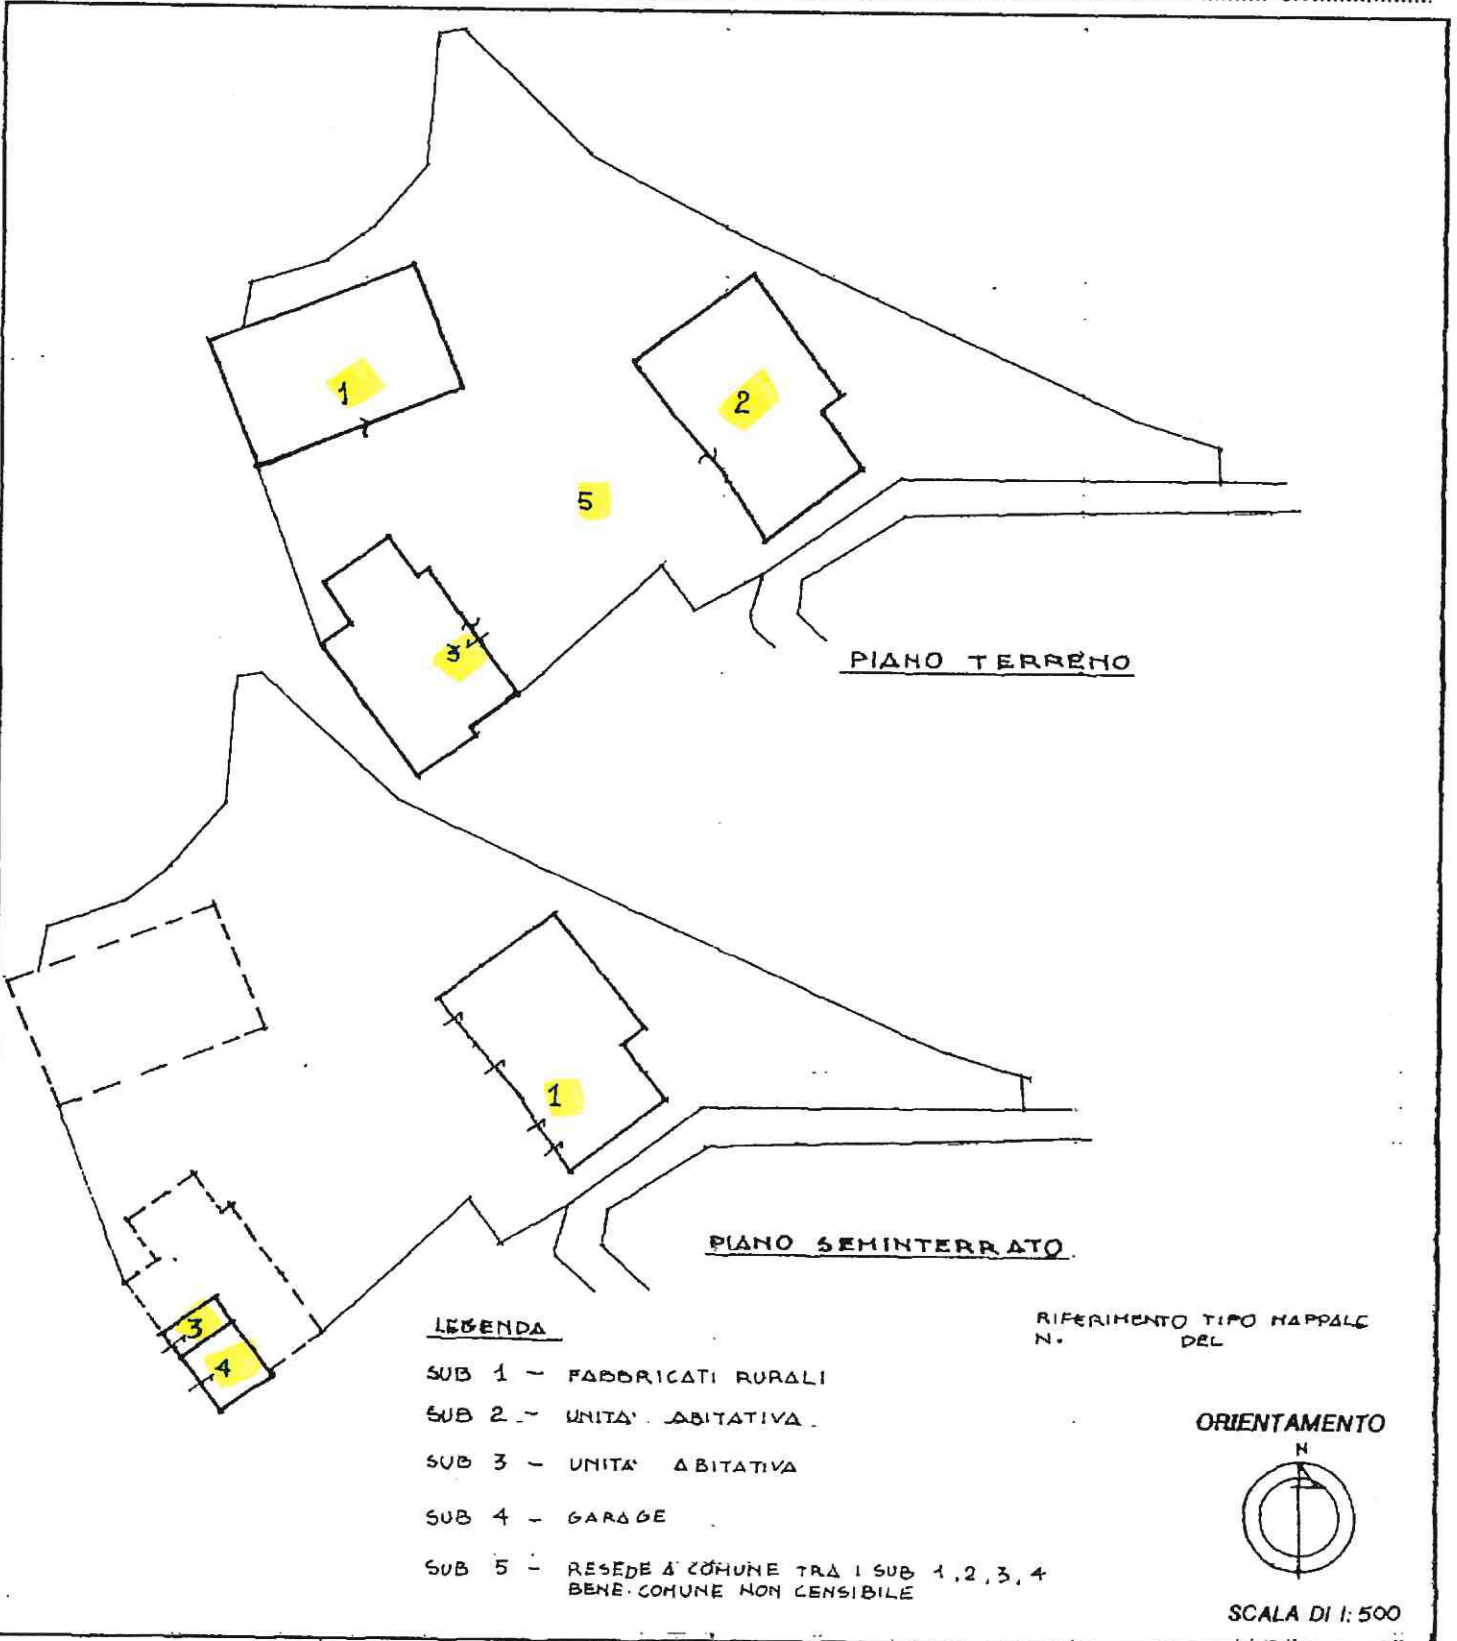 1
2
5
3
PIANO TERRENO
1
PIANO SEMINTERRATO.
3
4
LEGENDA
RIFERIMENTO TIPO MAPPALE
N. DEL
SUB 1 - FABBRICATI RURALI
SUB 2 - UNITA' ABITATIVA.
SUB 3 - UNITA' ABITATIVA
SUB 4 - GARAGE
SUB 5 - RESEDE A COMUNE TRA I SUB 1,2,3,4
BENE COMUNE NON CENSIBILE
ORIENTAMENTO
N
SCALA DI 1:500